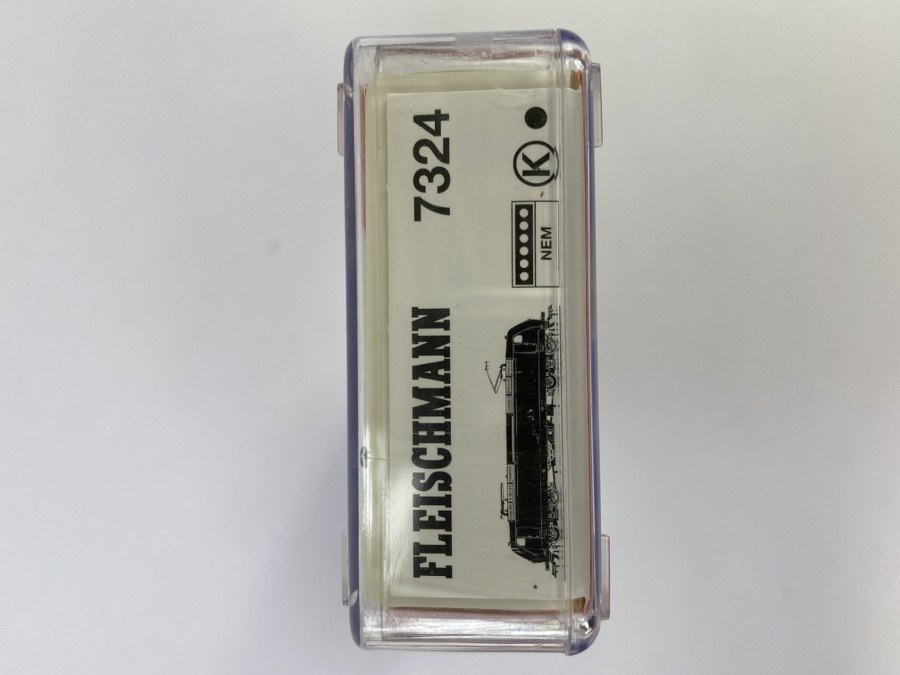 FLEISCHMANN 7324
NEM K